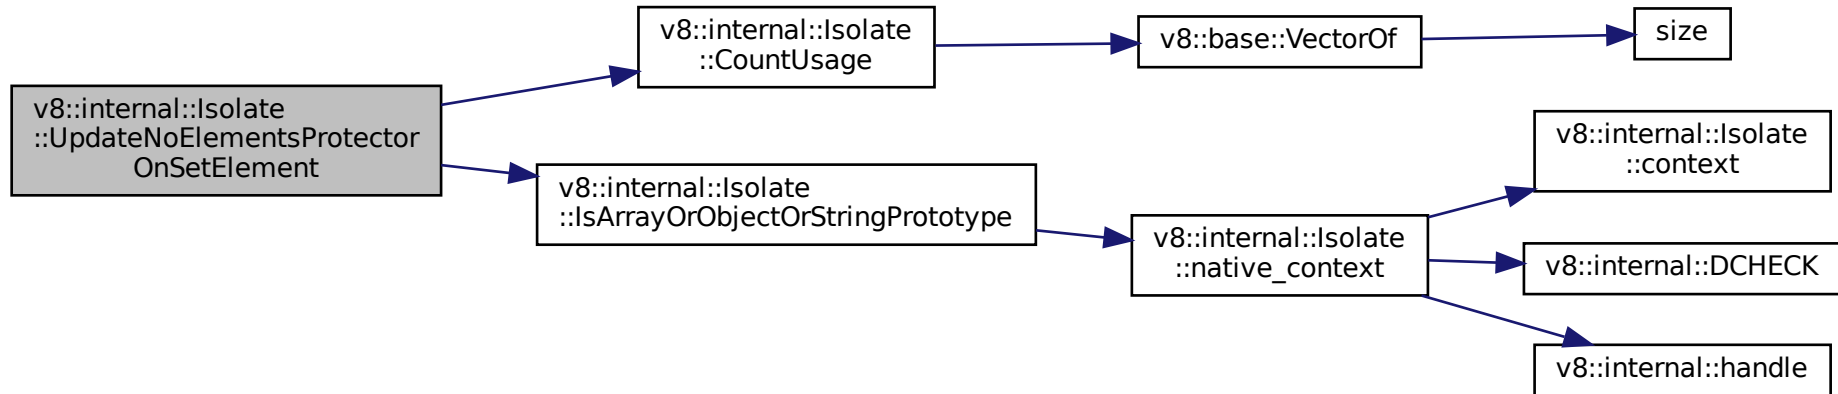 v8::internal::Isolate
::UpdateNoElementsProtector
OnSetElement
v8::internal::Isolate
::CountUsage
v8::base::VectorOf
size
v8::internal::Isolate
::IsArrayOrObjectOrStringPrototype
v8::internal::Isolate
::native_context
v8::internal::Isolate
::context
v8::internal::DCHECK
v8::internal::handle